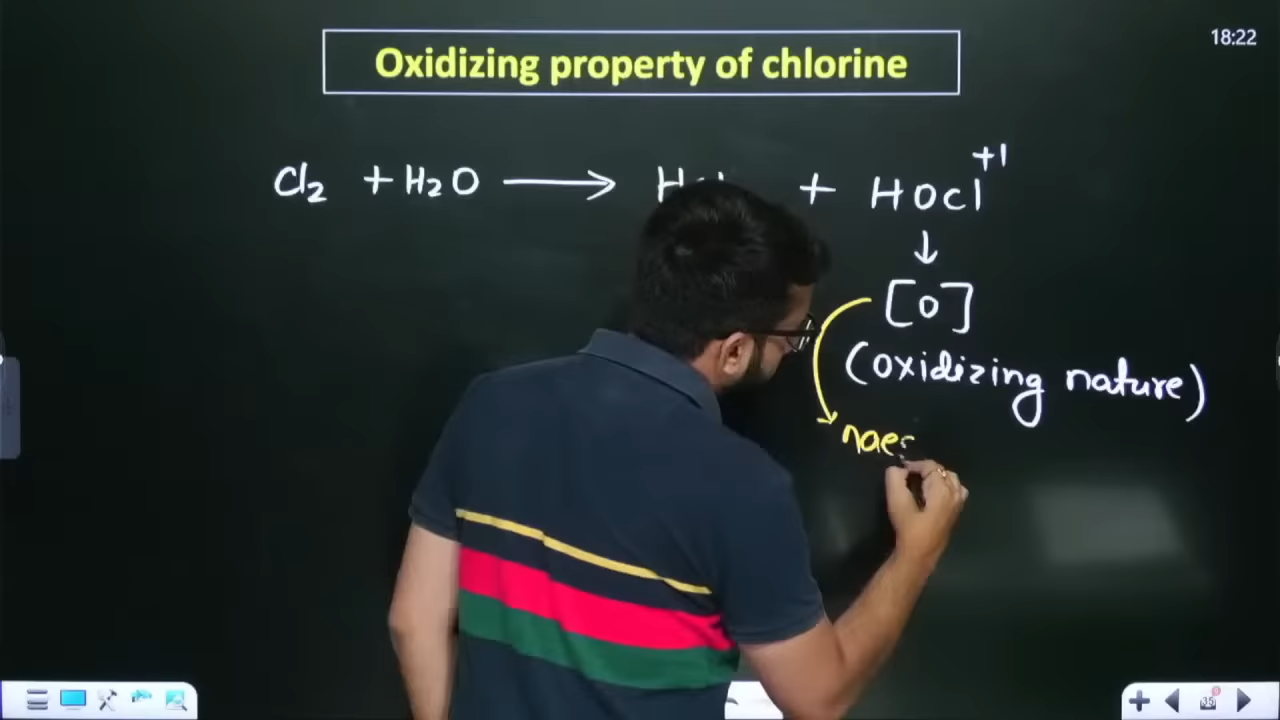 18:22
Oxidizing property of chlorine
Cl₂ + H₂O ⟶ + HOCl⁺¹
↓
[O]
(oxidizing nature)